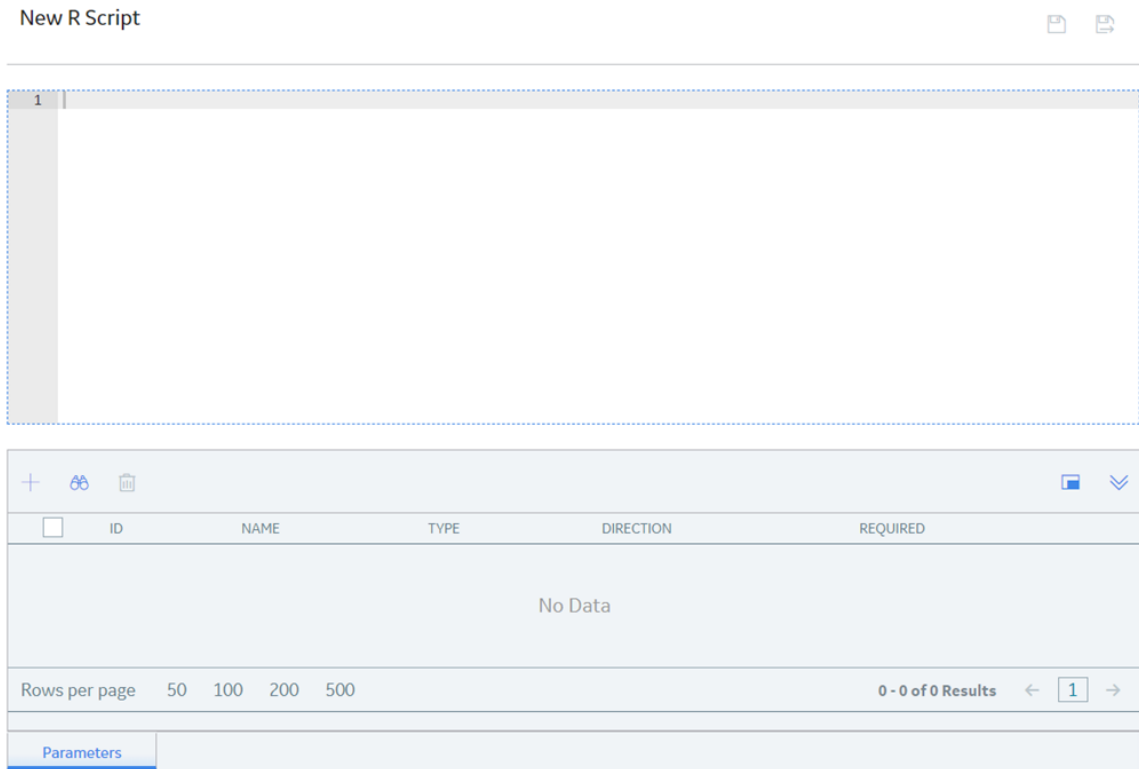 New R Script
1
ID NAME TYPE DIRECTION REQUIRED
No Data
Rows per page 50 100 200 500 0 - 0 of 0 Results ← 1 →
Parameters